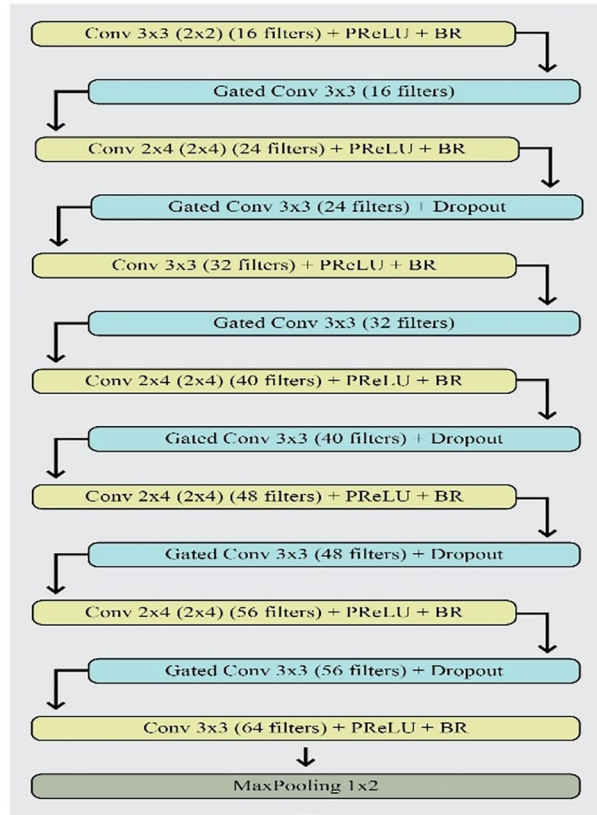 Conv 3x3 (2x2) (16 filters) + PReLU + BR
Gated Conv 3x3 (16 filters)
Conv 2x4 (2x4) (24 filters) + PReLU + BR
Gated Conv 3x3 (24 filters) + Dropout
Conv 3x3 (32 filters) + PReLU + BR
Gated Conv 3x3 (32 filters)
Conv 2x4 (2x4) (40 filters) + PReLU + BR
Gated Conv 3x3 (40 filters) + Dropout
Conv 2x4 (2x4) (48 filters) + PReLU + BR
Gated Conv 3x3 (48 filters) + Dropout
Conv 2x4 (2x4) (56 filters) + PReLU + BR
Gated Conv 3x3 (56 filters) + Dropout
Conv 3x3 (64 filters) + PReLU + BR
MaxPooling 1x2